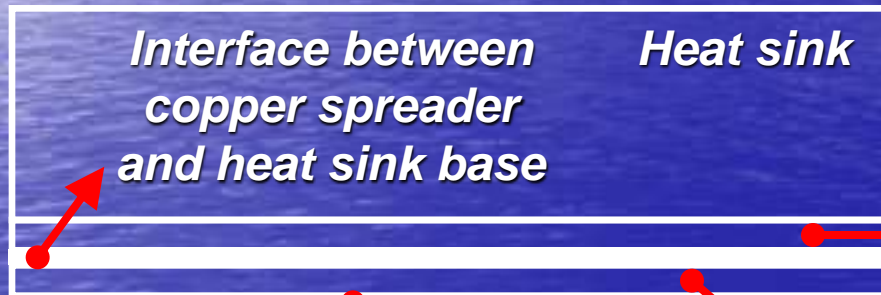 Interface between
copper spreader
and heat sink base
Heat sink